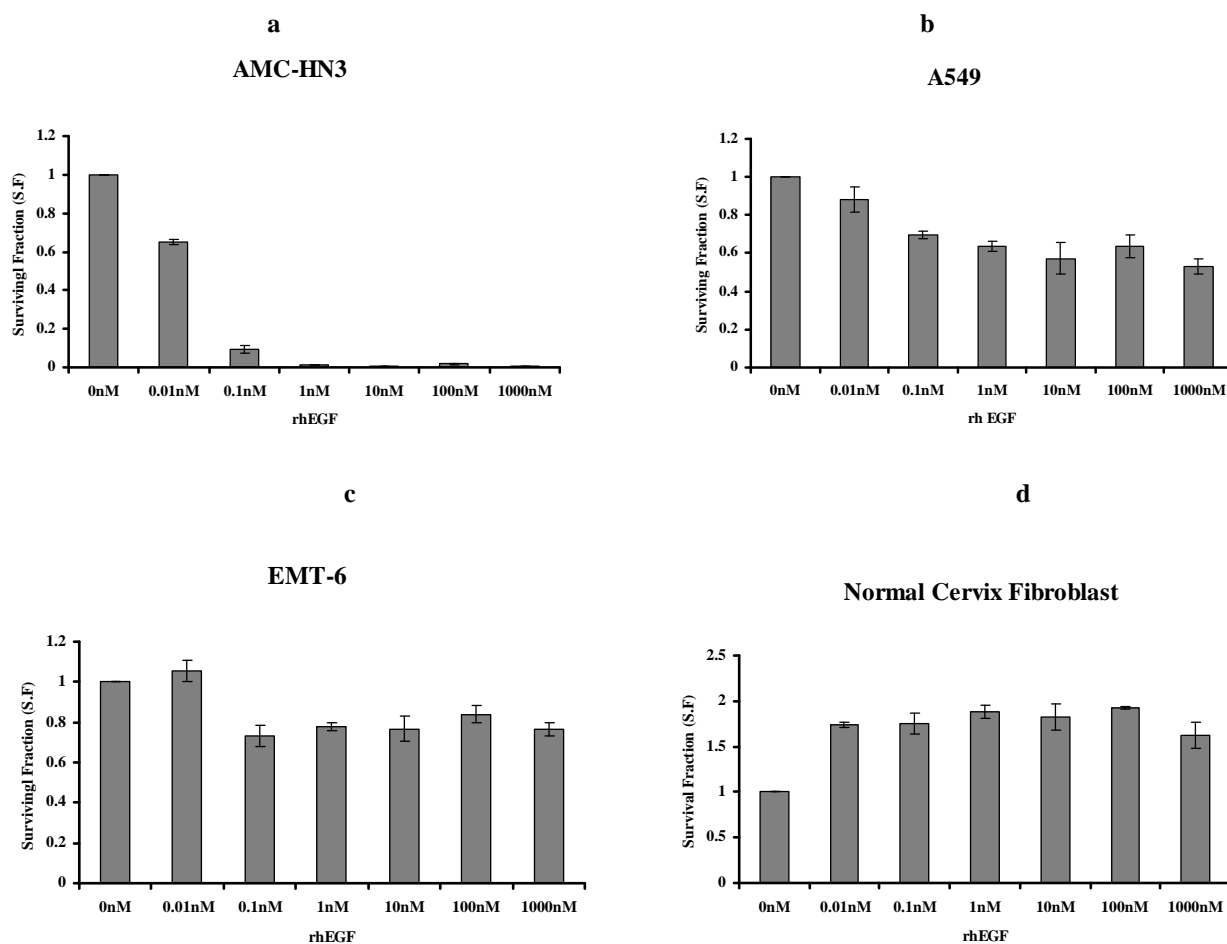 a
AMC-HN3
Survivingl Fraction (S.F)
1.2
1
0.8
0.6
0.4
0.2
0
0nM 0.01nM 0.1nM 1nM 10nM 100nM 1000nM
rhEGF
b
A549
Surviving Fraction (S.F)
1.2
1
0.8
0.6
0.4
0.2
0
0nM 0.01nM 0.1nM 1nM 10nM 100nM 1000nM
rh EGF
c
EMT-6
Survivingl Fraction (S.F)
1.2
1
0.8
0.6
0.4
0.2
0
0nM 0.01nM 0.1nM 1nM 10nM 100nM 1000nM
rhEGF
d
Normal Cervix Fibroblast
Survival Fraction (S.F)
2.5
2
1.5
1
0.5
0
0nM 0.01nM 0.1nM 1nM 10nM 100nM 1000nM
rhEGF